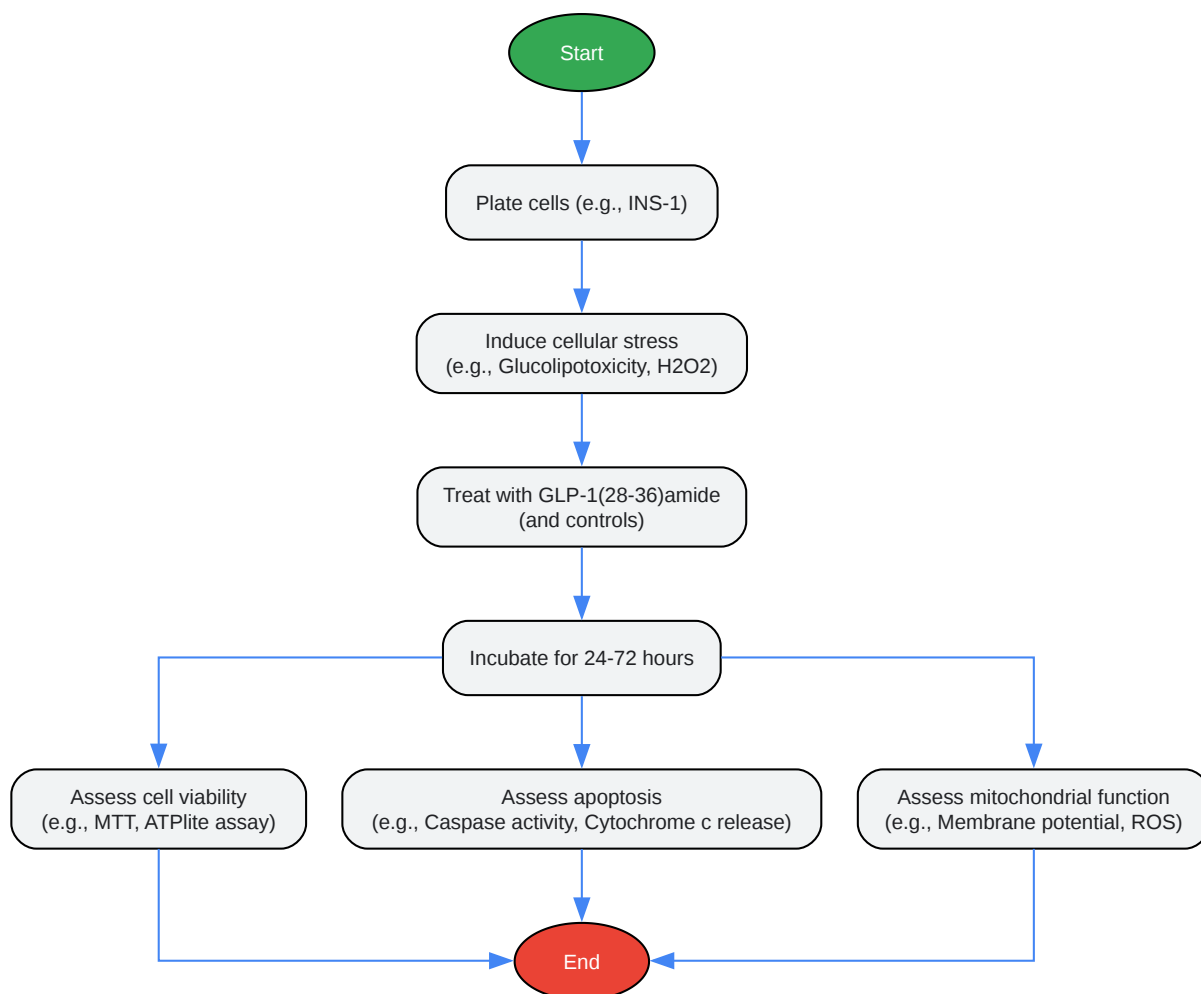 Start
Plate cells (e.g., INS-1)
Induce cellular stress
(e.g., Glucolipotoxicity, H2O2)
Treat with GLP-1(28-36)amide
(and controls)
Incubate for 24-72 hours
Assess cell viability
(e.g., MTT, ATPlite assay)
Assess apoptosis
(e.g., Caspase activity, Cytochrome c release)
Assess mitochondrial function
(e.g., Membrane potential, ROS)
End